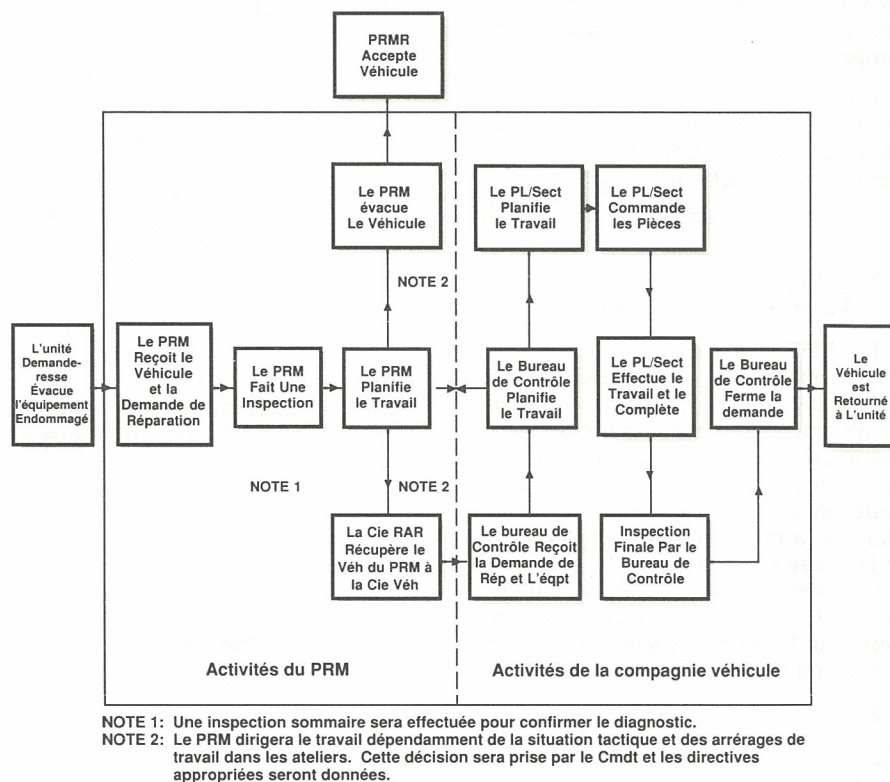 PRMR
Accepte
Véhicule
Le PRM
évacue
Le Véhicule
Le PL/Sect
Planifie
le Travail
Le PL/Sect
Commande
les Pièces
NOTE 2
L'unité
Demande-
resse
Évacue
l'équipement
Endommagé
Le PRM
Reçoit le
Véhicule
et la
Demande de
Réparation
Le PRM
Fait Une
Inspection
Le PRM
Planifie
le Travail
Le Bureau
de Contrôle
Planifie
le Travail
Le PL/Sect
Effectue le
Travail et le
Complète
Le Bureau
de Contrôle
Ferme la
demande
Le
Véhicule
est
Retourné
à L'unité
NOTE 1
NOTE 2
La Cie RAR
Récupère le
Véh du PRM à
la Cie Véh
Le bureau de
Contrôle Reçoit
la Demande de
Rép et L'éqpt
Inspection
Finale Par le
Bureau de
Contrôle
Activités du PRM
Activités de la compagnie véhicule
NOTE 1: Une inspection sommaire sera effectuée pour confirmer le diagnostic.
NOTE 2: Le PRM dirigera le travail dépendamment de la situation tactique et des arrérages de
travail dans les ateliers. Cette décision sera prise par le Cmdt et les directives
appropriées seront données.